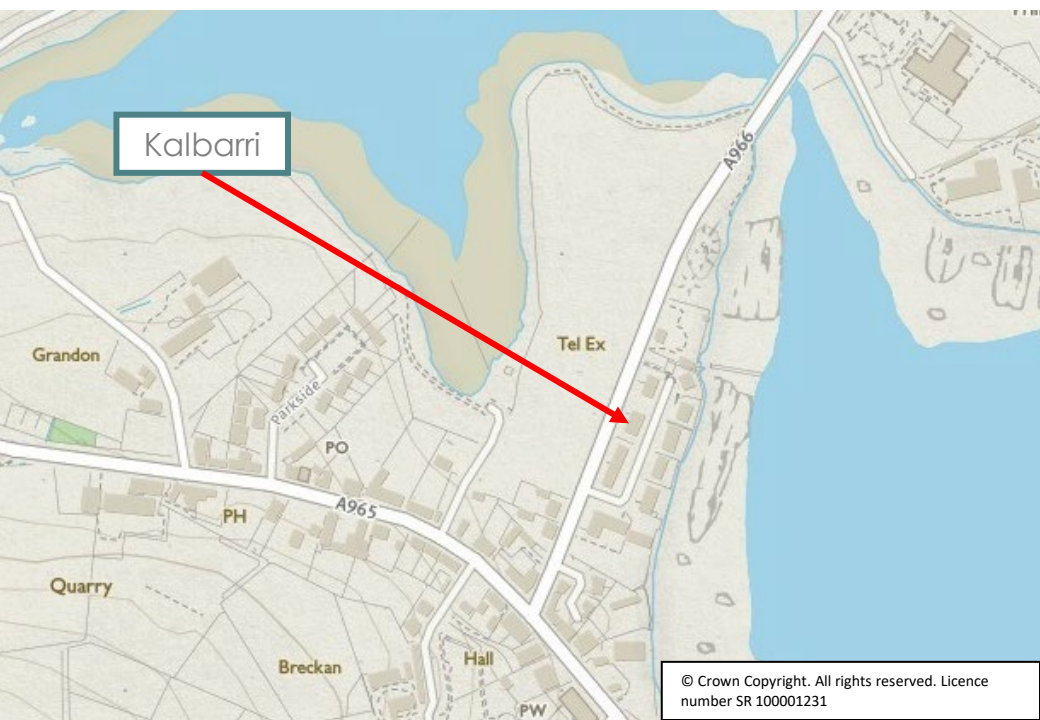 Kalbarri
A966
Tel Ex
Grandon
Parkside
PO
A965
PH
Quarry
Hall
Breckan
PW
© Crown Copyright. All rights reserved. Licence
number SR 100001231